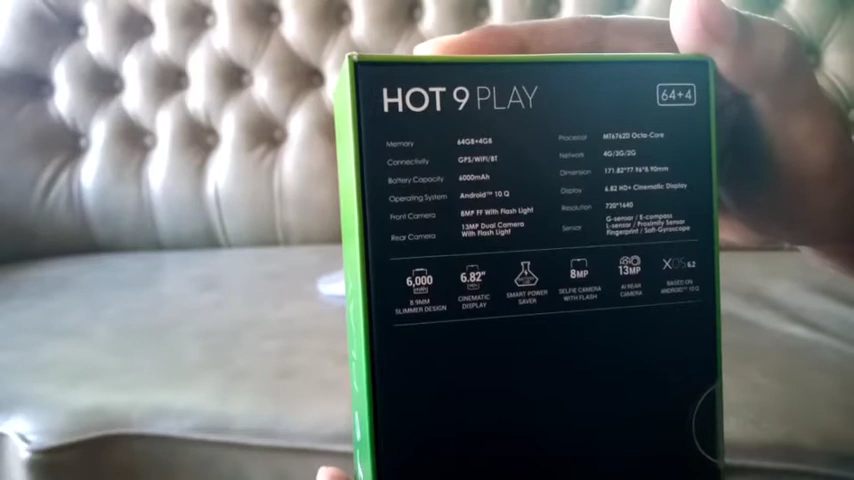 HOT 9 PLAY
64+4
Memory 64GB+4GB
Connectivity GPS/WIFI/BT
Battery Capacity 6000mAh
Operating System Android™ 10 Q
Front Camera 8MP FF With Flash Light
Rear Camera 13MP Dual Camera
With Flash Light
Processor MT6762D Octa-Core
Network 4G/3G/2G
Dimension 171.82*77.96*8.90mm
Display 6.82 HD+ Cinematic Display
Resolution 720*1640
Sensor G-sensor / E-compass
L-sensor / Proximity Sensor
Fingerprint / Soft-Gyroscope
6,000
mAh
8.9MM
SLIMMER DESIGN
6.82"
CINEMATIC
DISPLAY
SMART POWER
SAVER
8MP
SELFIE CAMERA
WITH FLASH
13MP
AI REAR
CAMERA
XOS 6.2
BASED ON
ANDROID™ 10 Q